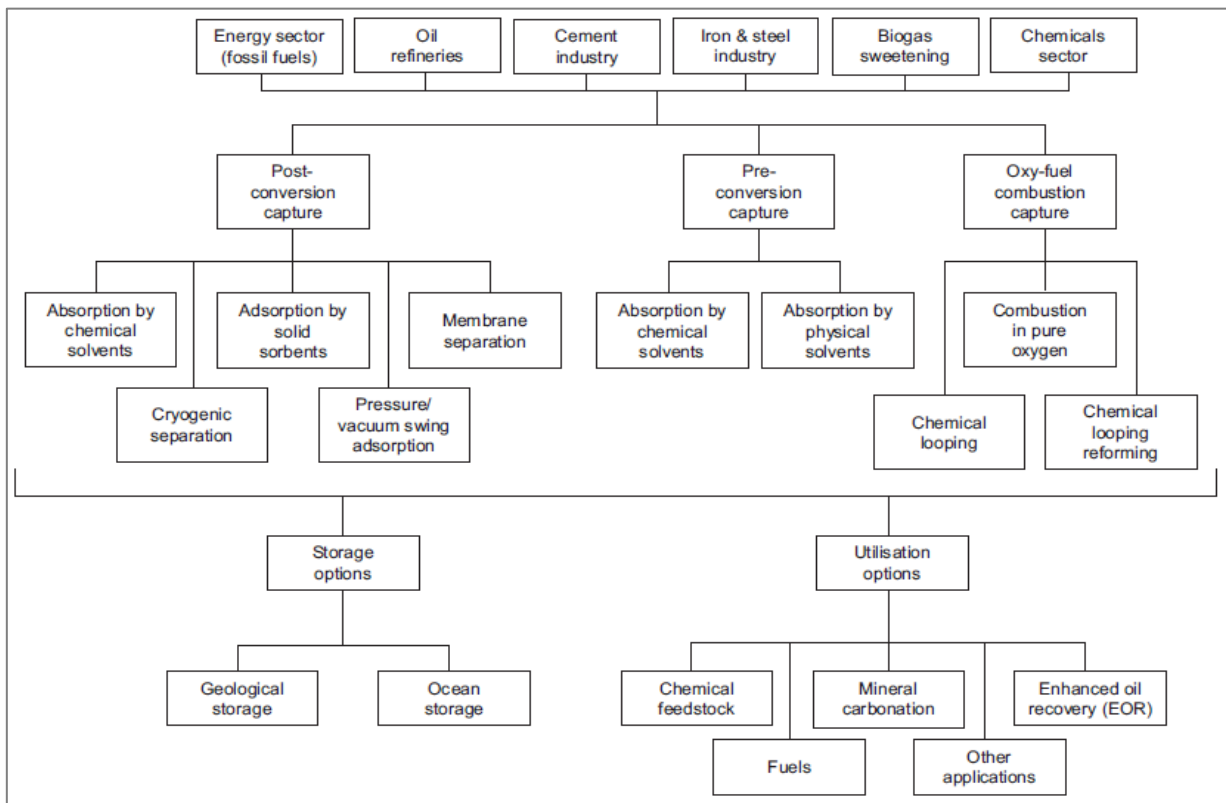 Energy sector
(fossil fuels)
Oil
refineries
Cement
industry
Iron & steel
industry
Biogas
sweetening
Chemicals
sector
Post-
conversion
capture
Pre-
conversion
capture
Oxy-fuel
combustion
capture
Absorption by
chemical
solvents
Adsorption by
solid
sorbents
Membrane
separation
Absorption by
chemical
solvents
Absorption by
physical
solvents
Combustion
in pure
oxygen
Cryogenic
separation
Pressure/
vacuum swing
adsorption
Chemical
looping
Chemical
looping
reforming
Storage
options
Utilisation
options
Geological
storage
Ocean
storage
Chemical
feedstock
Mineral
carbonation
Enhanced oil
recovery (EOR)
Fuels
Other
applications